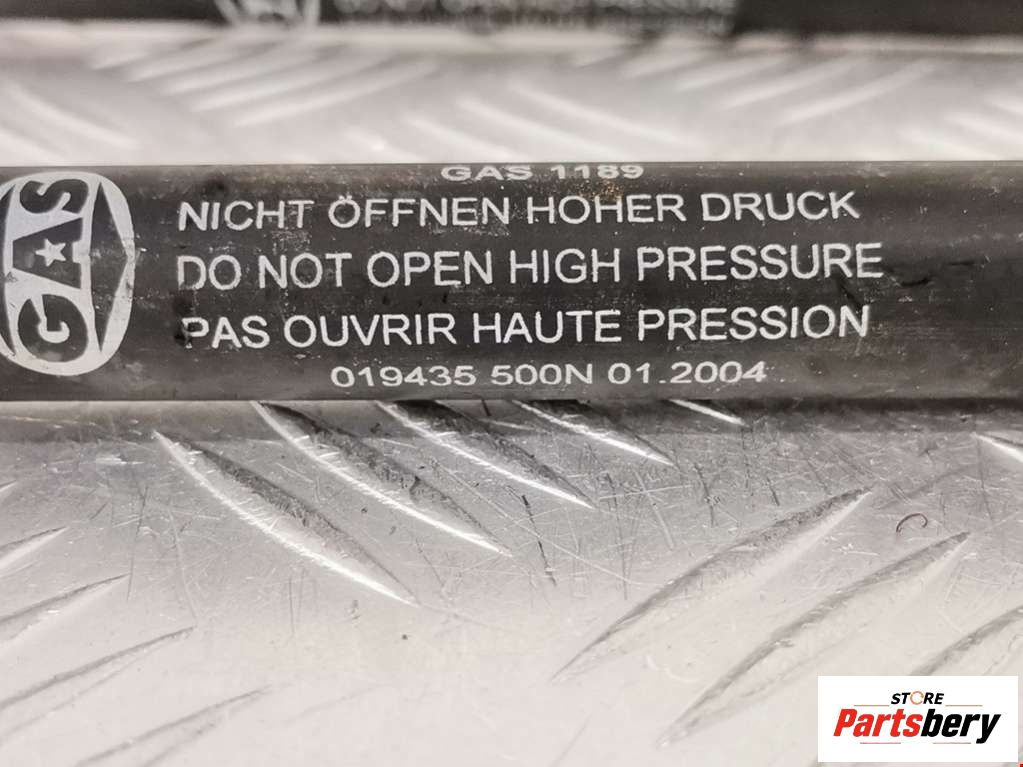 GAS 1189
GAS
NICHT ÖFFNEN HOHER DRUCK
DO NOT OPEN HIGH PRESSURE
PAS OUVRIR HAUTE PRESSION
019435 500N 01.2004
STORE
Partsbery